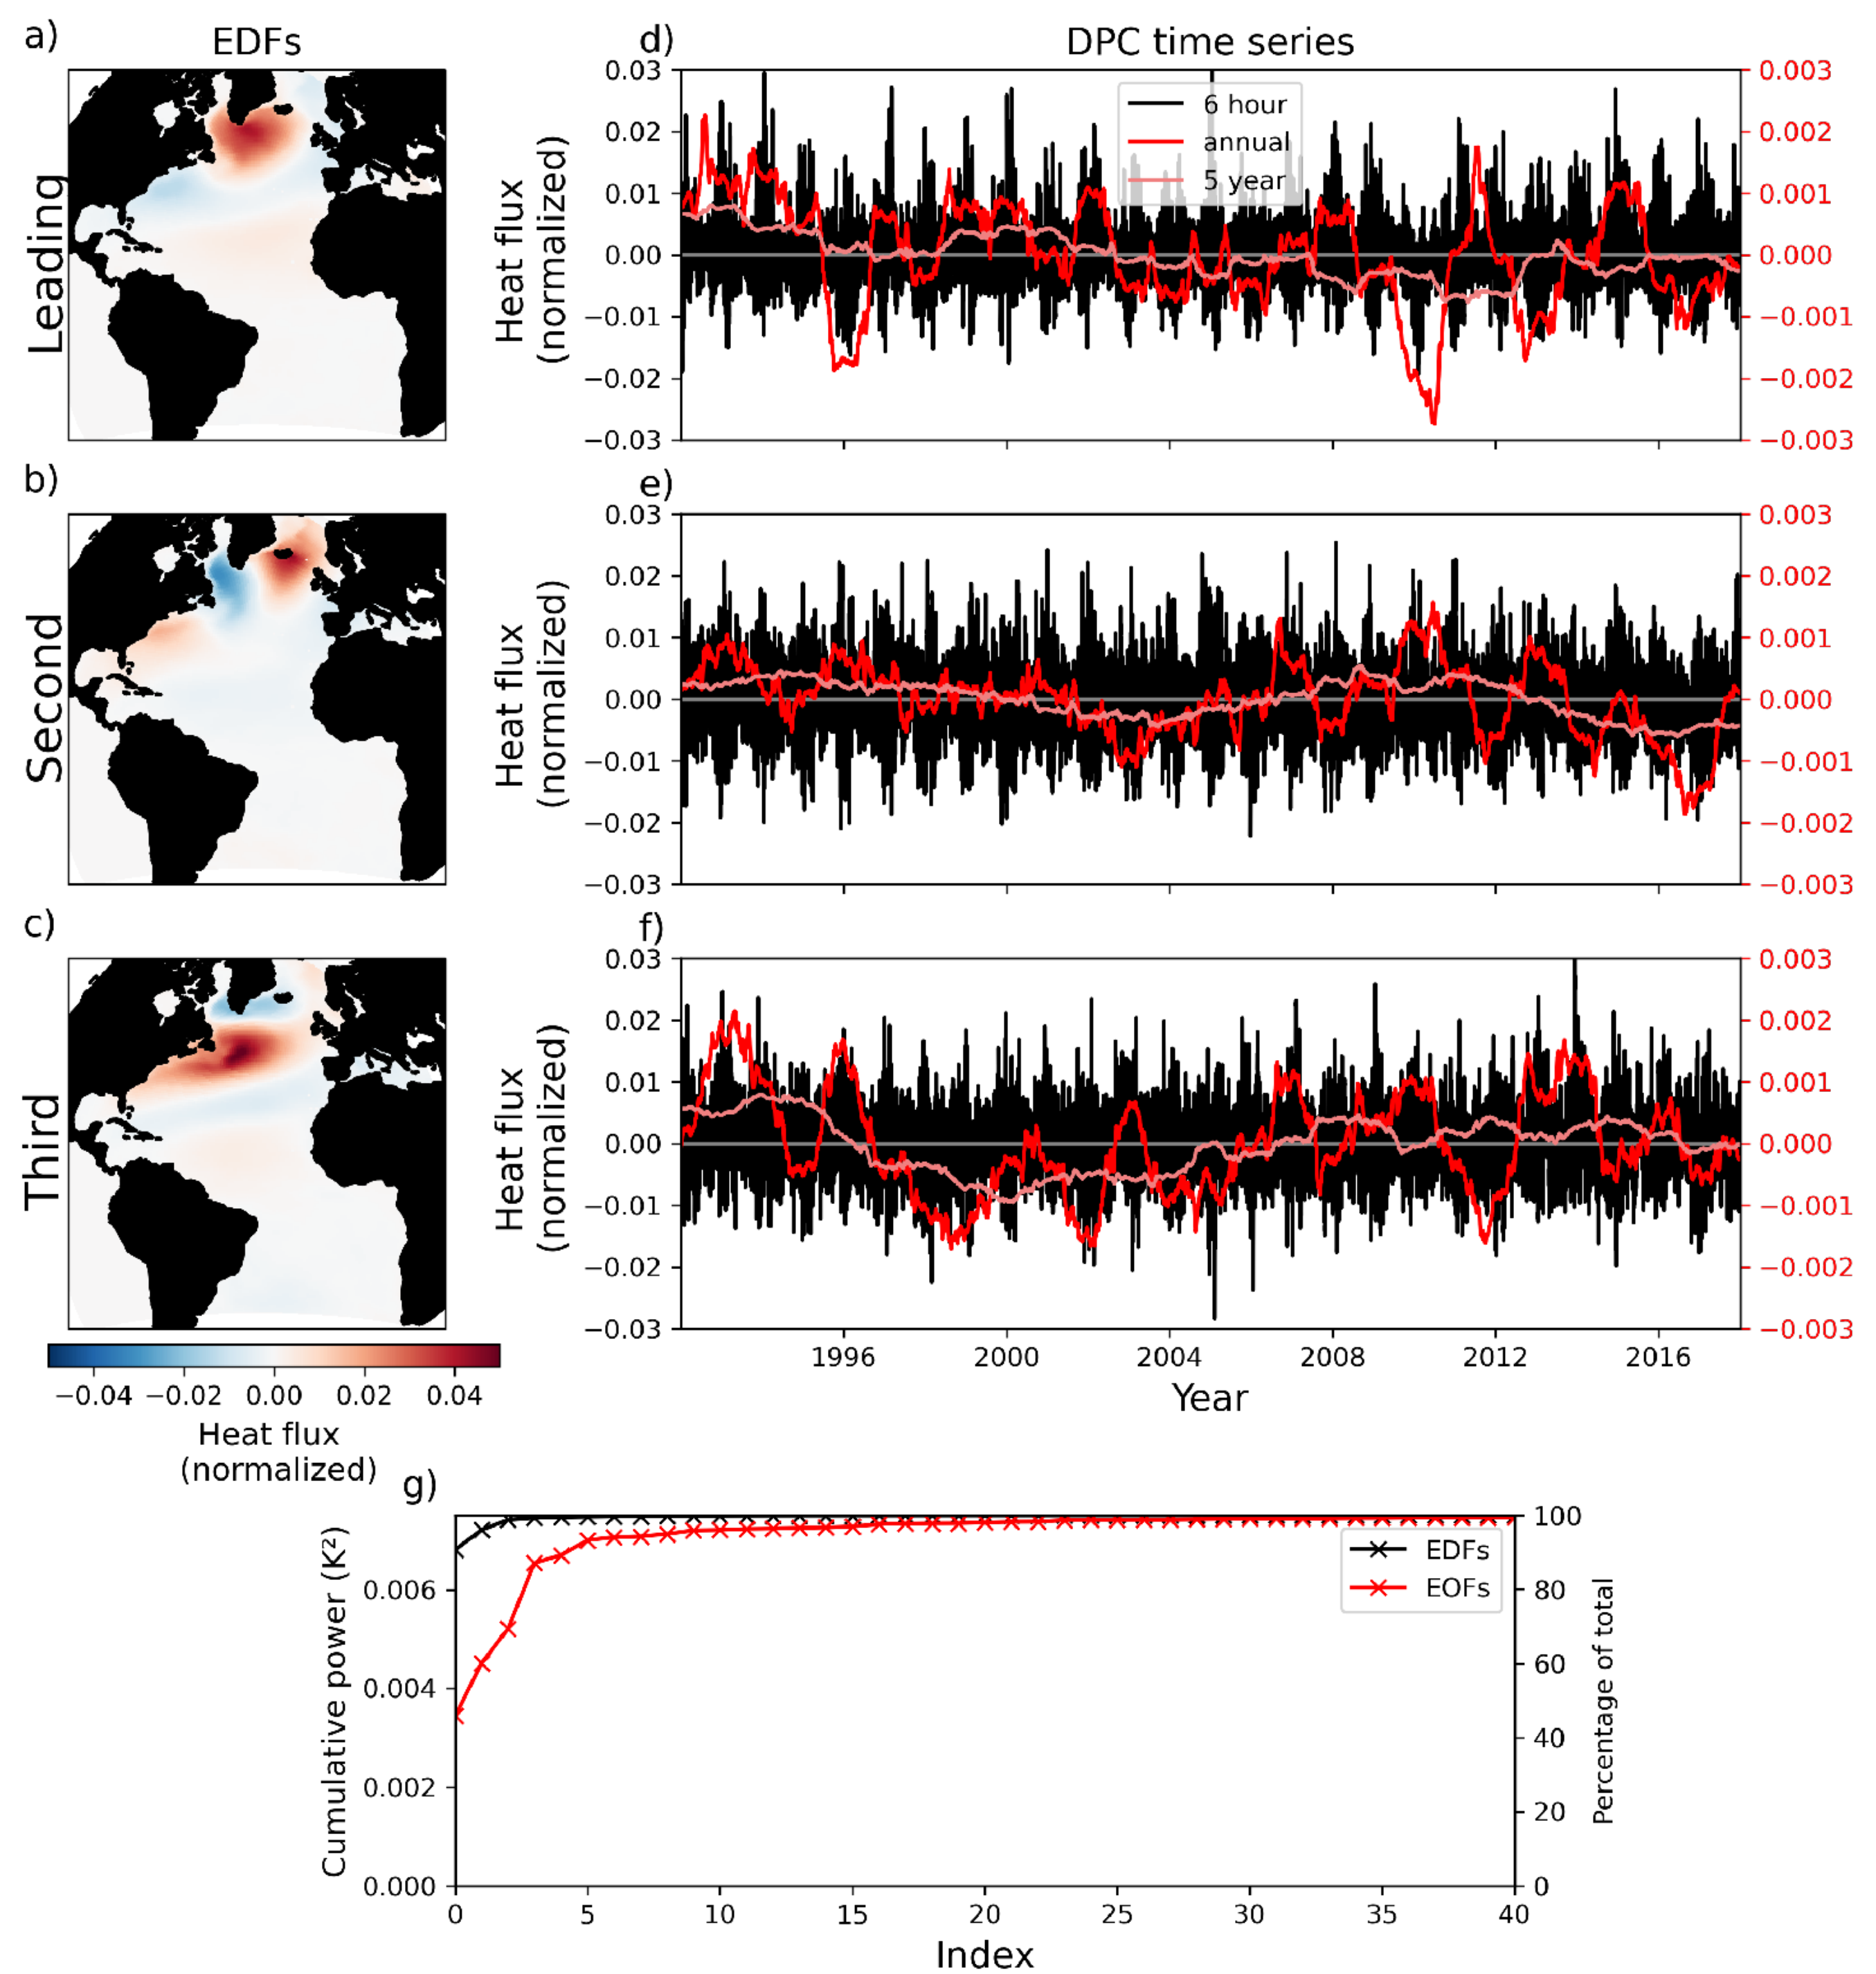 a)
EDFs
d)
DPC time series
Leading
Heat flux
(normalized)
0.03
0.02
0.01
0.00
−0.01
−0.02
−0.03
6 hour
annual
5 year
0.003
0.002
0.001
0.000
−0.001
−0.002
−0.003
b)
e)
Second
Heat flux
(normalized)
0.03
0.02
0.01
0.00
−0.01
−0.02
−0.03
0.003
0.002
0.001
0.000
−0.001
−0.002
−0.003
c)
f)
Third
Heat flux
(normalized)
0.03
0.02
0.01
0.00
−0.01
−0.02
−0.03
0.003
0.002
0.001
0.000
−0.001
−0.002
−0.003
1996 2000 2004 2008 2012 2016
Year
−0.04 −0.02 0.00 0.02 0.04
Heat flux
(normalized)
g)
Cumulative power (K²)
0.006
0.004
0.002
0.000
EDFs
EOFs
100
80
60
40
20
0
Percentage of total
0 5 10 15 20 25 30 35 40
Index